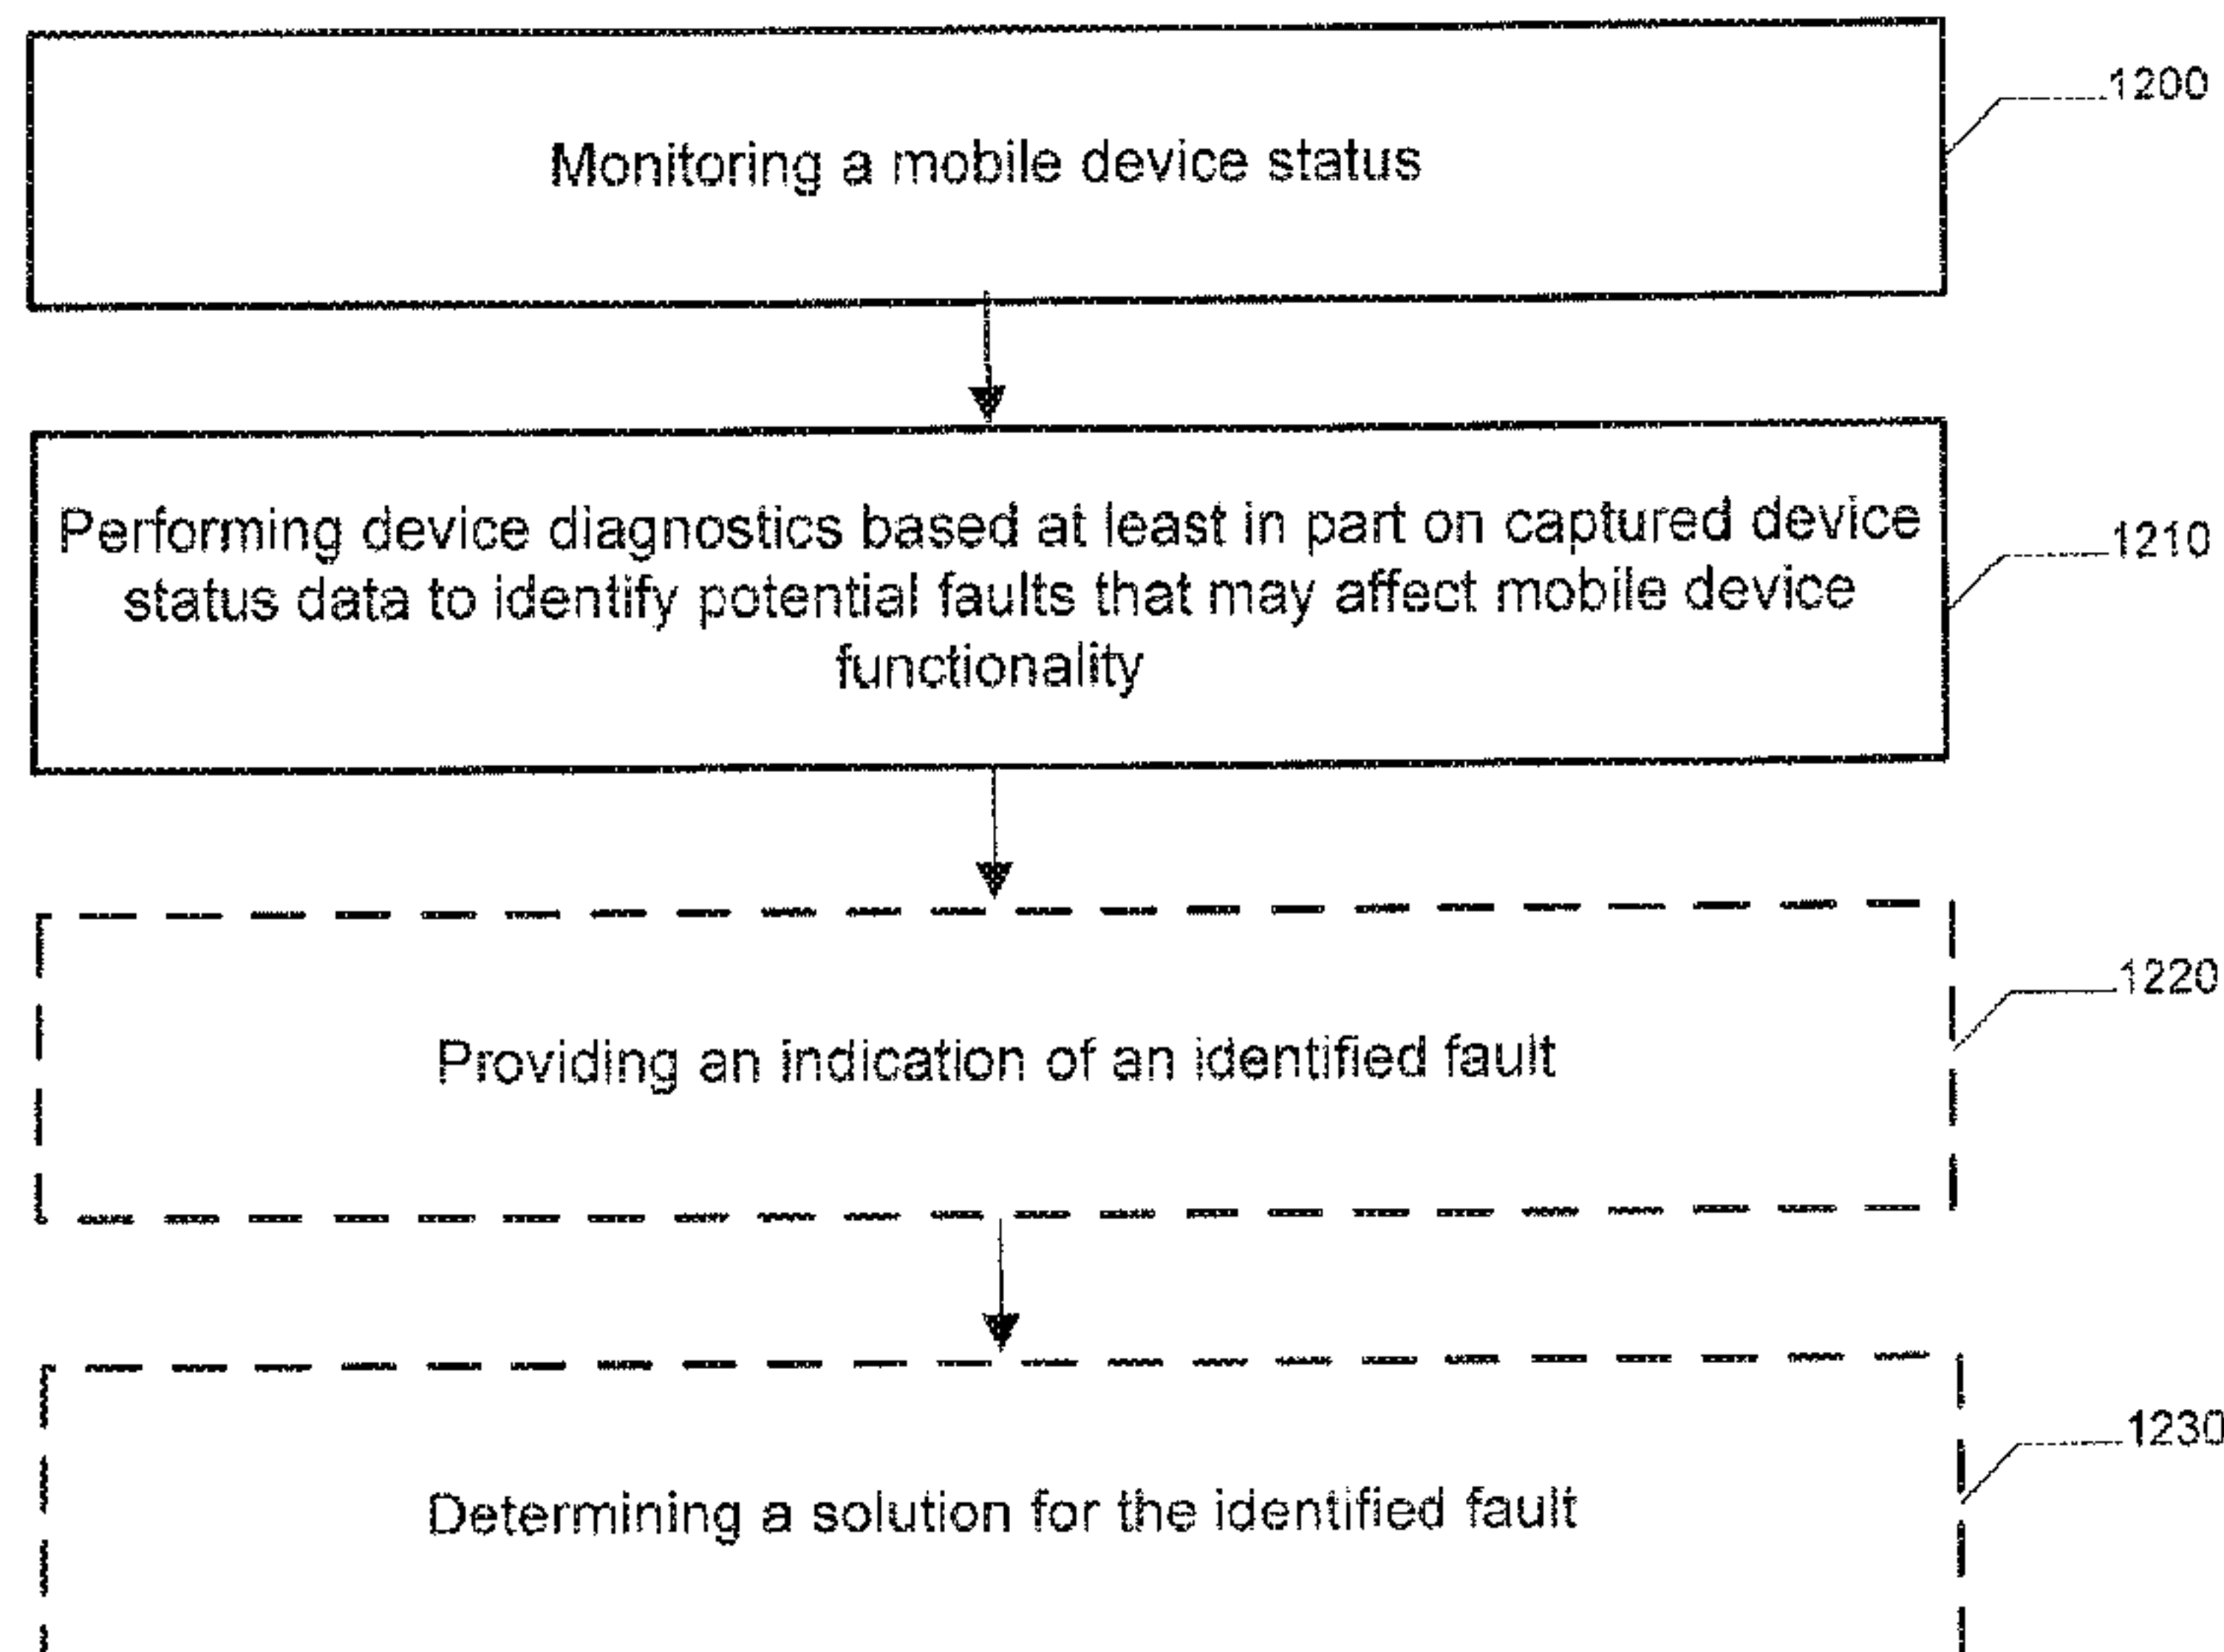 Monitoring a mobile device status
1200
Performing device diagnostics based at least in part on captured device
status data to identify potential faults that may affect mobile device
functionality
1210
Providing an indication of an identified fault
1220
Determining a solution for the identified fault
1230